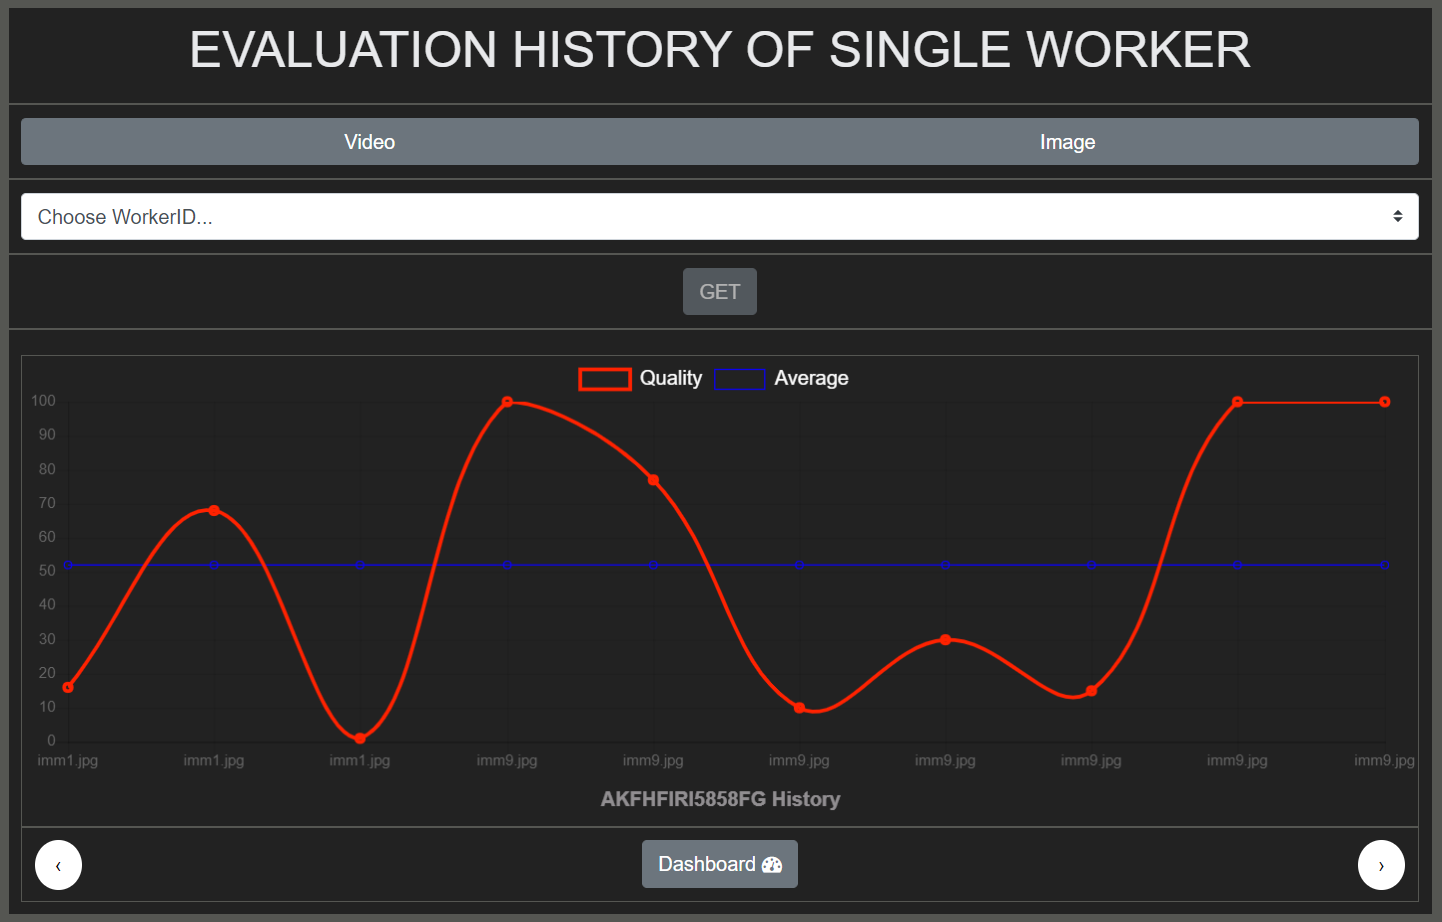 EVALUATION HISTORY OF SINGLE WORKER
Video Image
Choose WorkerID...
GET
Quality Average
100
90
80
70
60
50
40
30
20
10
0
imm1.jpg imm1.jpg imm1.jpg imm9.jpg imm9.jpg imm9.jpg imm9.jpg imm9.jpg imm9.jpg imm9.jpg
AKFHFIRI5858FG History
‹ Dashboard ›